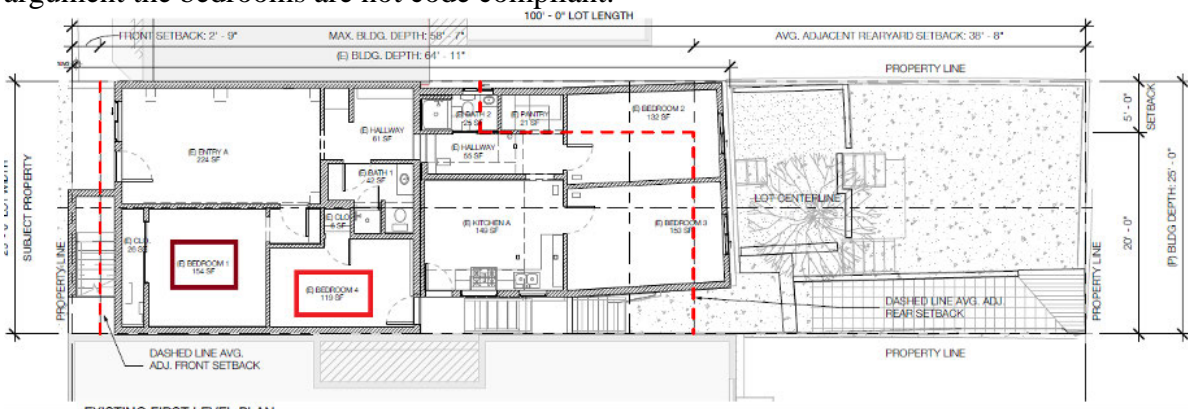 argument the bedrooms are not code compliant.
100' - 0" LOT LENGTH
FRONT SETBACK: 2' - 9"
MAX. BLDG. DEPTH: 58' - 7"
AVG. ADJACENT REARYARD SETBACK: 38' - 8"
(E) BLDG. DEPTH: 64' - 11"
PROPERTY LINE
5' - 0"
SETBACK
(E) BATH 2
(E) PANTRY
21 SF
(E) BEDROOM 2
132 SF
(E) HALLWAY
61 SF
(E) ENTRY A
224 SF
(E) HALLWAY
55 SF
(E) BATH 1
42 SF
SUBJECT PROPERTY
LOT CENTERLINE
(P) BLDG DEPTH: 25' - 0"
(E) CLO.
6 SF
(E) KITCHEN A
149 SF
(E) BEDROOM 3
20' - 0"
(E) CLO.
(E) BEDROOM 1
154 SF
(E) BEDROOM 4
119 SF
PROPERTY LINE
PROPERTY LINE
DASHED LINE AVG. ADJ.
REAR SETBACK
DASHED LINE AVG.
ADJ. FRONT SETBACK
PROPERTY LINE
EXISTING FIRST LEVEL PLAN